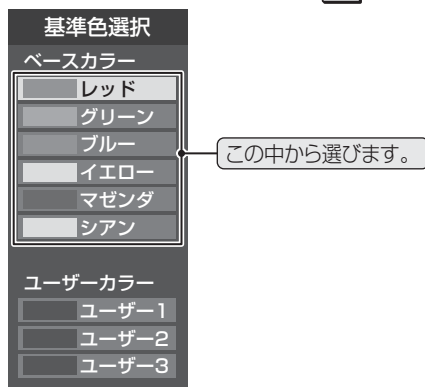 基準色選択
ベースカラー
レッド
グリーン
ブルー
イエロー
マゼンダ
シアン
この中から選びます。
ユーザーカラー
ユーザー1
ユーザー2
ユーザー3